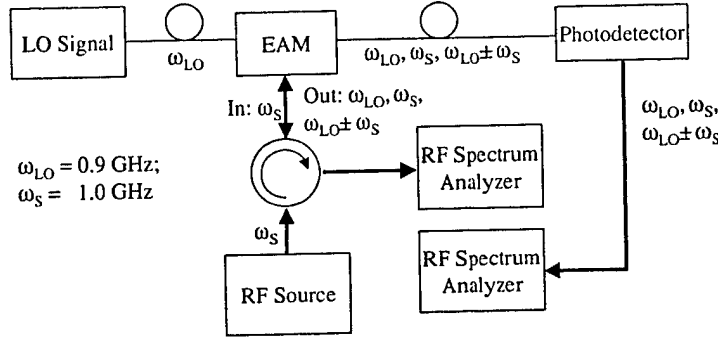 LO Signal
EAM
Photodetector
ω_LO
ω_LO, ω_S, ω_LO± ω_S
In: ω_S
Out: ω_LO, ω_S,
ω_LO± ω_S
ω_LO, ω_S,
ω_LO± ω_S
ω_LO = 0.9 GHz;
ω_S = 1.0 GHz
RF Spectrum
Analyzer
ω_S
RF Source
RF Spectrum
Analyzer